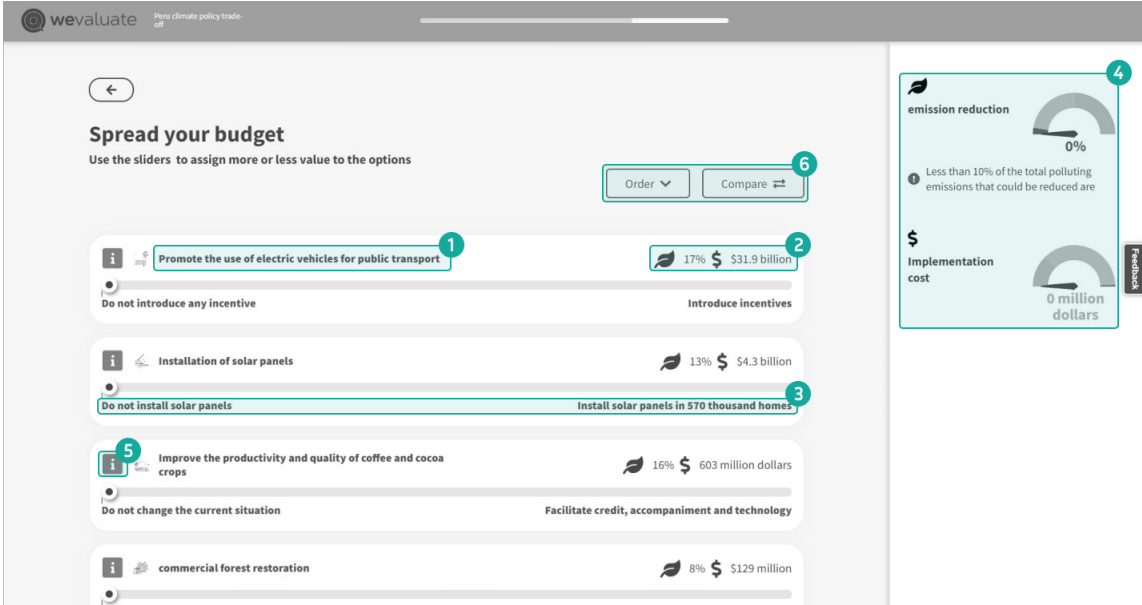 wevaluate
Peru climate policy trade-
off
4
emission reduction
0%
Less than 10% of the total polluting
emissions that could be reduced are
$
Implementation
cost
0 million
dollars
Feedback
Spread your budget
Use the sliders to assign more or less value to the options
6
Order
Compare
1
2
i Promote the use of electric vehicles for public transport 17% $ $31.9 billion
Do not introduce any incentive Introduce incentives
i Installation of solar panels 13% $ $4.3 billion
3
Do not install solar panels Install solar panels in 570 thousand homes
5
i Improve the productivity and quality of coffee and cocoa
crops
16% $ 603 million dollars
Do not change the current situation Facilitate credit, accompaniment and technology
i commercial forest restoration 8% $ $129 million